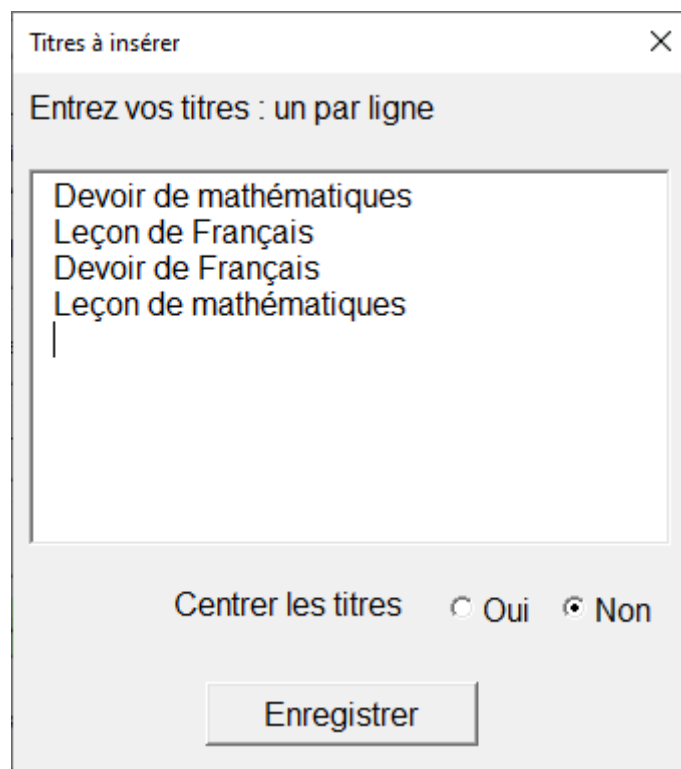 Titres à insérer
Entrez vos titres : un par ligne
Devoir de mathématiques
Leçon de Français
Devoir de Français
Leçon de mathématiques
Centrer les titres Oui Non
Enregistrer